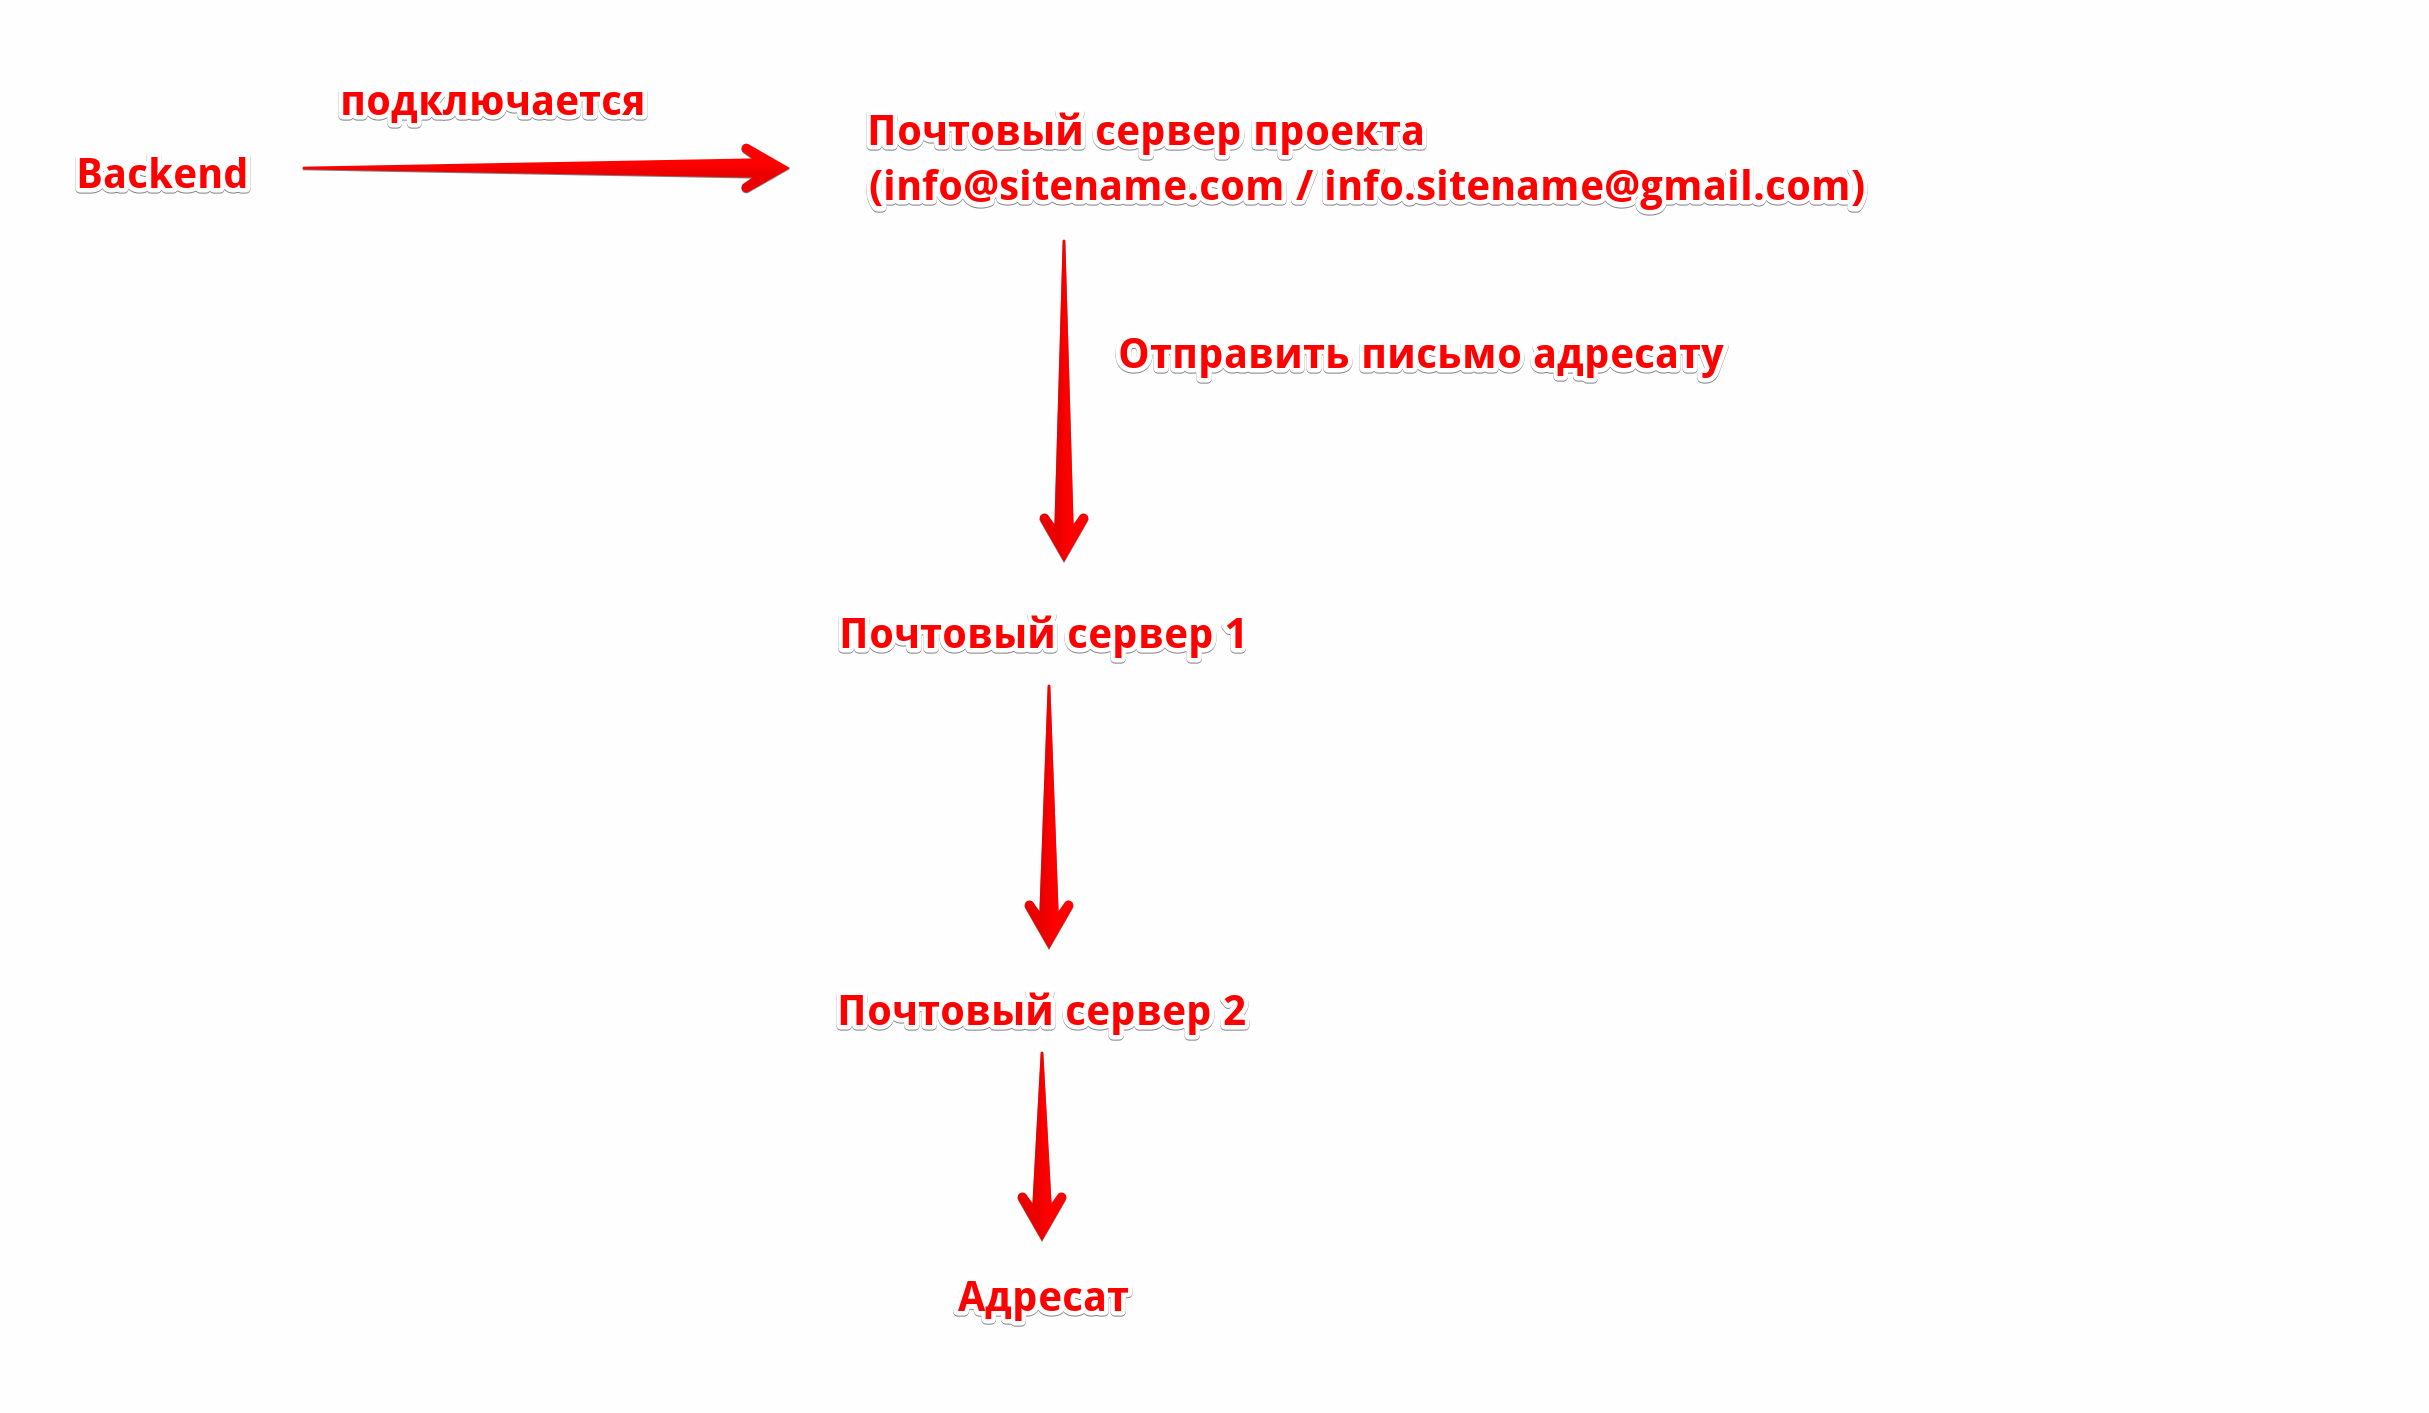 подключается
Backend
Почтовый сервер проекта
(info@sitename.com / info.sitename@gmail.com)
Отправить письмо адресату
Почтовый сервер 1
Почтовый сервер 2
Адресат